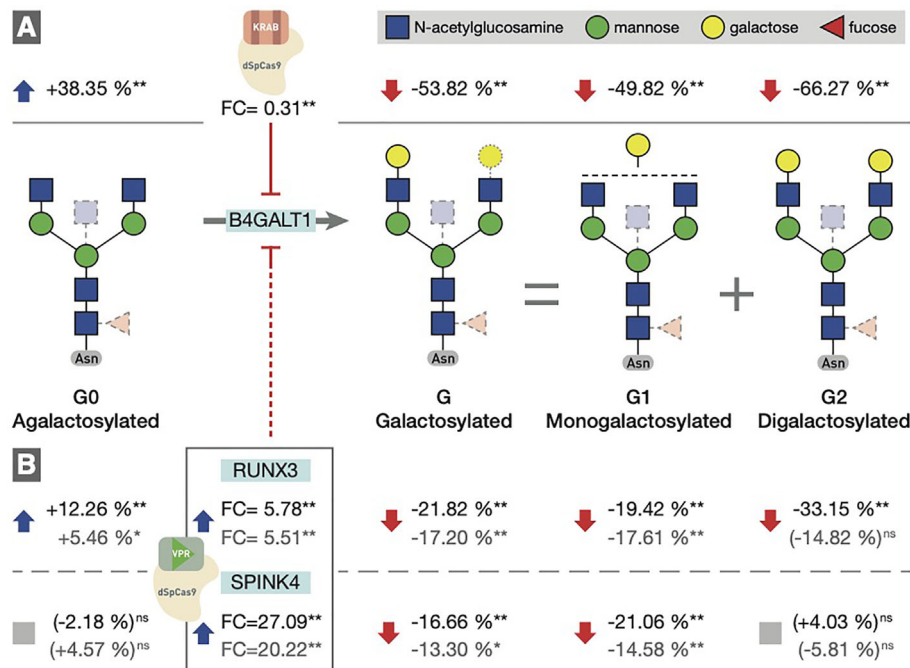 A
KRAB
dSpCas9
N-acetylglucosamine mannose galactose fucose
+38.35 %**
FC= 0.31**
-53.82 %** -49.82 %** -66.27 %**
B4GALT1
Asn Asn Asn Asn
G0 G G1 G2
Agalactosylated Galactosylated Monogalactosylated Digalactosylated
B
RUNX3
+12.26 %** FC= 5.78** -21.82 %** -19.42 %** -33.15 %**
+5.46 %* FC= 5.51** -17.20 %** -17.61 %** (-14.82 %)ns
VPR
dSpCas9
SPINK4
(-2.18 %)ns FC=27.09** -16.66 %** -21.06 %** (+4.03 %)ns
(+4.57 %)ns FC=20.22** -13.30 %* -14.58 %** (-5.81 %)ns